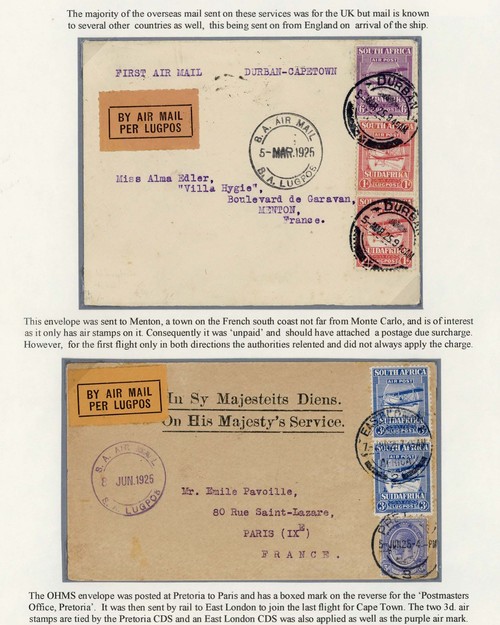 The majority of the overseas mail sent on these services was for the UK but mail is known
to several other countries as well, this being sent on from England on arrival of the ship.
FIRST AIR MAIL DURBAN-CAPETOWN
BY AIR MAIL
PER LUGPOS
S.A. AIR MAIL
5-MAR.1925
S.A. LUGPOS
SOUTH AFRICA
AIR POST
DURBAN
SUIDAFRIKA
LUGPOS
SUIDAFRIKA
DURBAN
Miss Alma Edler,
"Villa Hygie",
Boulevard de Garavan,
MENTON,
France.
This envelope was sent to Menton, a town on the French south coast not far from Monte Carlo, and is of interest
as it only has air stamps on it. Consequently it was 'unpaid' and should have attached a postage due surcharge.
However, for the first flight only in both directions the authorities relented and did not always apply the charge.
BY AIR MAIL
PER LUGPOS
In Sy Majesteits Diens.
On His Majesty's Service.
S.A. AIR MAIL
8 JUN.1925
S.A. LUGPOS
SOUTH AFRICA
AIR POST
SUIDAFRIKA
LUGPOS
Mr. Emile Pavoille,
80 Rue Saint-Lazare,
PARIS (IXE)
FRANCE.
The OHMS envelope was posted at Pretoria to Paris and has a boxed mark on the reverse for the 'Postmasters
Office, Pretoria'. It was then sent by rail to East London to join the last flight for Cape Town. The two 3d. air
stamps are tied by the Pretoria CDS and an East London CDS was also applied as well as the purple air mark.